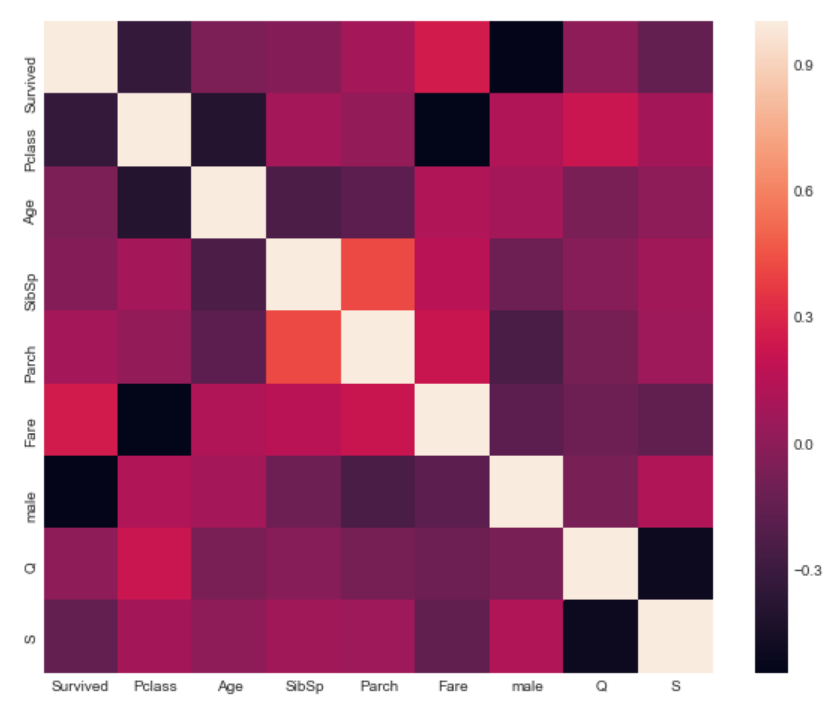 Survived
Pclass
Age
SibSp
Parch
Fare
male
Q
S
Survived Pclass Age SibSp Parch Fare male Q S
0.9
0.6
0.3
0.0
−0.3